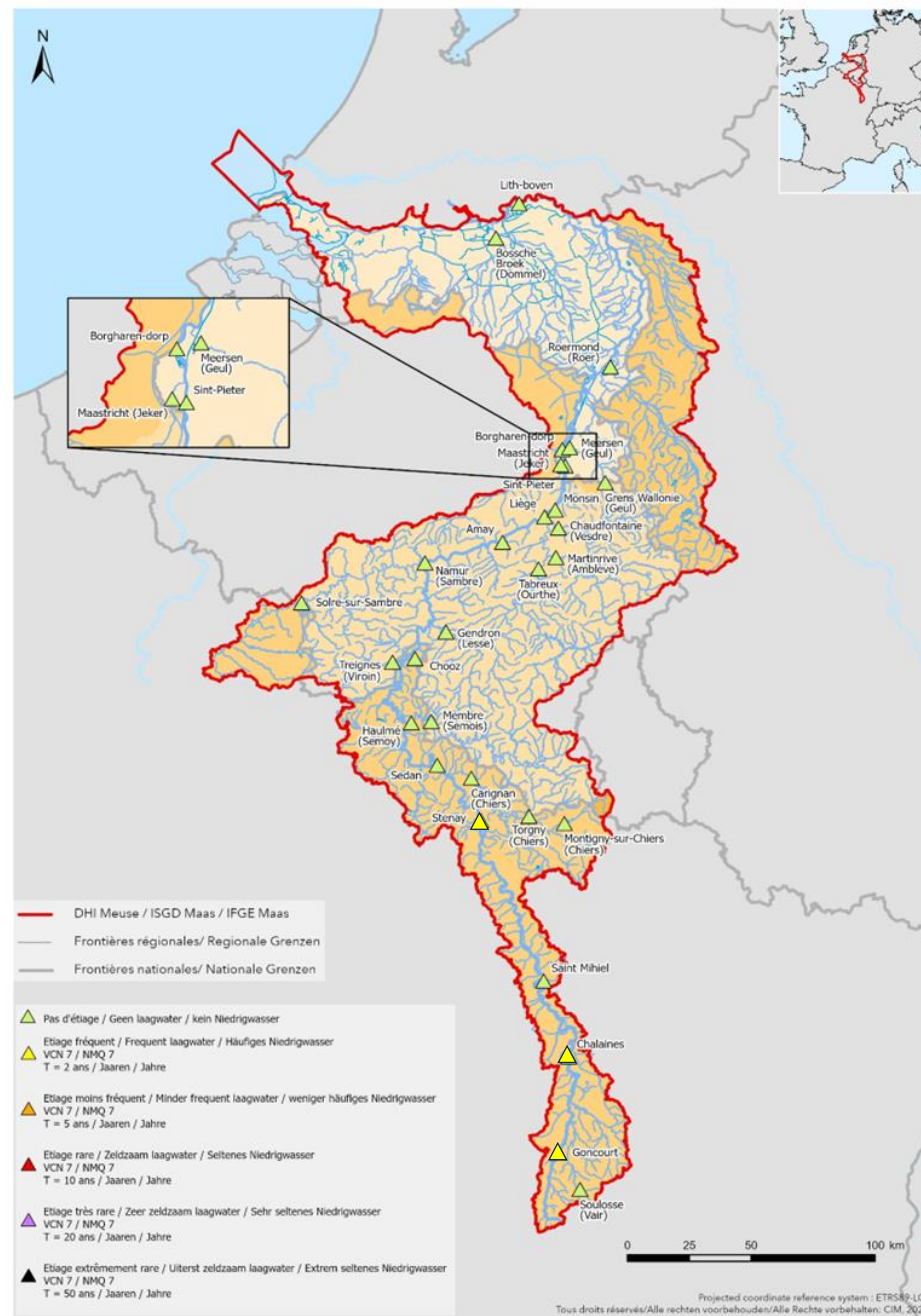 N
Lith-boven
Bossche
Broek
(Dommel)
Borgharen-dorp
Meersen
(Geul)
Sint-Pieter
Maastricht (Jeker)
Roermond
(Roer)
Borgharen-dorp
Maastricht
(Jeker)
Meersen
(Geul)
Sint-Pieter
Monsin
Grens Wallonie
(Geul)
Liège
Chaudfontaine
(Vesdre)
Amay
Martinrive
(Amblève)
Namur
(Sambre)
Tabreux
(Ourthe)
Solre-sur-Sambre
Gendron
(Lesse)
Treignes
(Viroin)
Chooz
Membre
(Semois)
Haulmé
(Semoy)
Sedan
Carignan
(Chiers)
Stenay
Torgny
(Chiers)
Montigny-sur-Chiers
(Chiers)
Saint Mihiel
Chalaines
Goncourt
Soulosse
(Vair)
DHI Meuse / ISGD Maas / IFGE Maas
Frontières régionales/ Regionale Grenzen
Frontières nationales/ Nationale Grenzen
Pas d'étiage / Geen laagwater / kein Niedrigwasser
Etiage fréquent / Frequent laagwater / Häufiges Niedrigwasser
VCN 7 / NMQ 7
T = 2 ans / Jaaren / Jahre
Etiage moins fréquent / Minder frequent laagwater / weniger häufiges Niedrigwasser
VCN 7 / NMQ 7
T = 5 ans / Jaaren / Jahre
Etiage rare / Zeldzaam laagwater / Seltenes Niedrigwasser
VCN 7 / NMQ 7
T = 10 ans / Jaaren / Jahre
Etiage très rare / Zeer zeldzaam laagwater / Sehr seltenes Niedrigwasser
VCN 7 / NMQ 7
T = 20 ans / Jaaren / Jahre
Etiage extrêmement rare / Uiterst zeldzaam laagwater / Extrem seltenes Niedrigwasser
VCN 7 / NMQ 7
T = 50 ans / Jaaren / Jahre
0 25 50 100 km
Projected coordinate reference system : ETRS89-L
Tous droits réservés/Alle rechten voorbehouden/Alle Rechte vorbehalten: CIM,